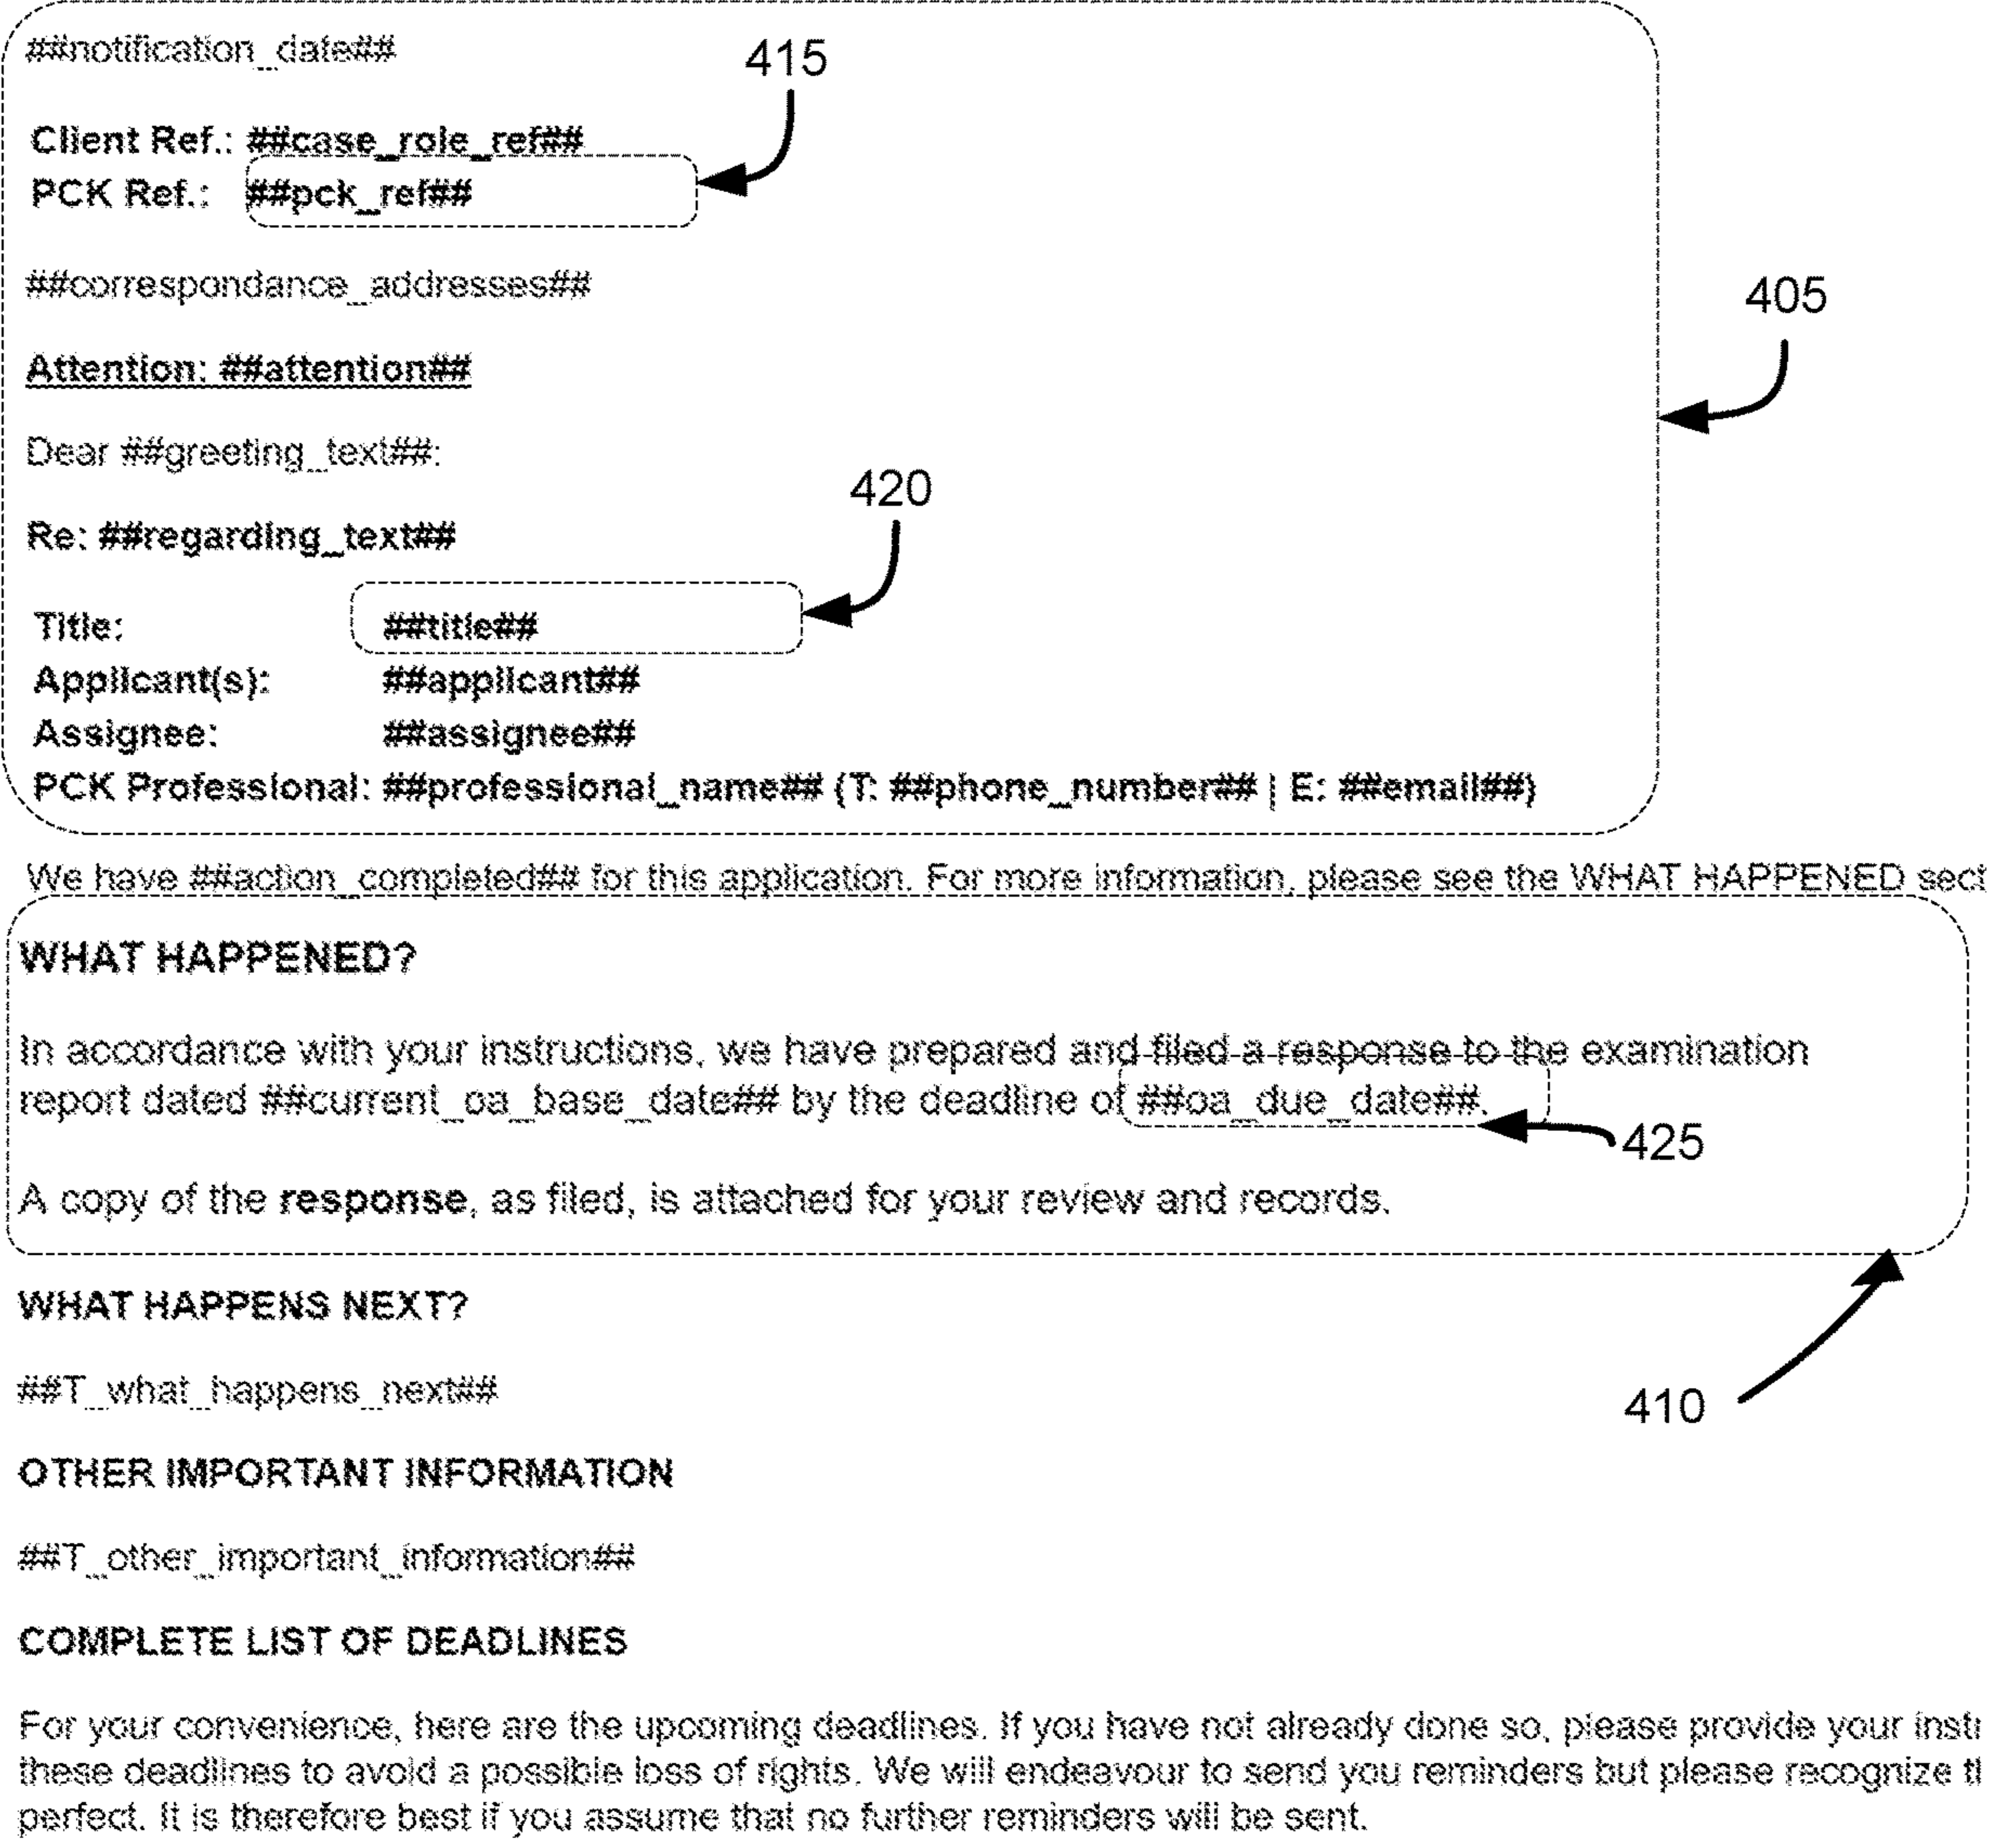 ##notification_date##
415
Client Ref.: ##case_role_ref##
PCK Ref.: ##pck_ref##
##correspondance_addresses##
405
Attention: ##attention##
Dear ##greeting_text##:
420
Re: ##regarding_text##
Title: ##title##
Applicant(s): ##applicant##
Assignee: ##assignee##
PCK Professional: ##professional_name## (T: ##phone_number## | E: ##email##)
We have ##action_completed## for this application. For more information, please see the WHAT HAPPENED sect
WHAT HAPPENED?
In accordance with your instructions, we have prepared and filed a response to the examination
report dated ##current_oa_base_date## by the deadline of ##oa_due_date##.
425
A copy of the response, as filed, is attached for your review and records.
WHAT HAPPENS NEXT?
##T_what_happens_next##
410
OTHER IMPORTANT INFORMATION
##T_other_important_information##
COMPLETE LIST OF DEADLINES
For your convenience, here are the upcoming deadlines. If you have not already done so, please provide your
these deadlines to avoid a possible loss of rights. We will endeavour to send you reminders but please recognize
perfect. It is therefore best if you assume that no further reminders will be sent.